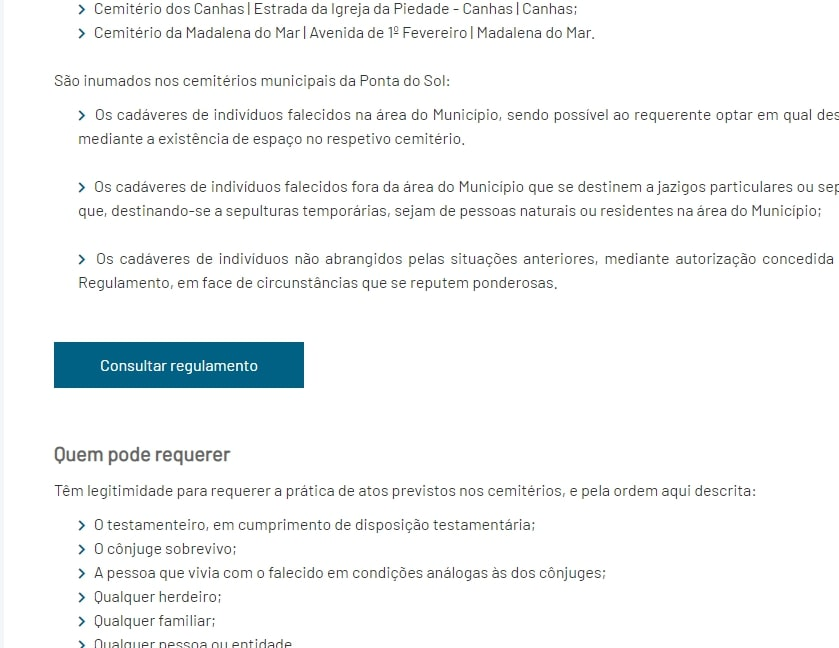 Cemitério dos Canhas | Estrada da Igreja da Piedade - Canhas | Canhas;
Cemitério da Madalena do Mar | Avenida de 1º Fevereiro | Madalena do Mar.
São inumados nos cemitérios municipais da Ponta do Sol:
Os cadáveres de indivíduos falecidos na área do Município, sendo possível ao requerente optar em qual
mediante a existência de espaço no respetivo cemitério.
Os cadáveres de indivíduos falecidos fora da área do Município que se destinem a jazigos particulares ou
que, destinando-se a sepulturas temporárias, sejam de pessoas naturais ou residentes na área do Município;
Os cadáveres de indivíduos não abrangidos pelas situações anteriores, mediante autorização concedida
Regulamento, em face de circunstâncias que se reputem ponderosas.
Consultar regulamento
Quem pode requerer
Têm legitimidade para requerer a prática de atos previstos nos cemitérios, e pela ordem aqui descrita:
O testamenteiro, em cumprimento de disposição testamentária;
O cônjuge sobrevivo;
A pessoa que vivia com o falecido em condições análogas às dos cônjuges;
Qualquer herdeiro;
Qualquer familiar;
Qualquer pessoa ou entidade